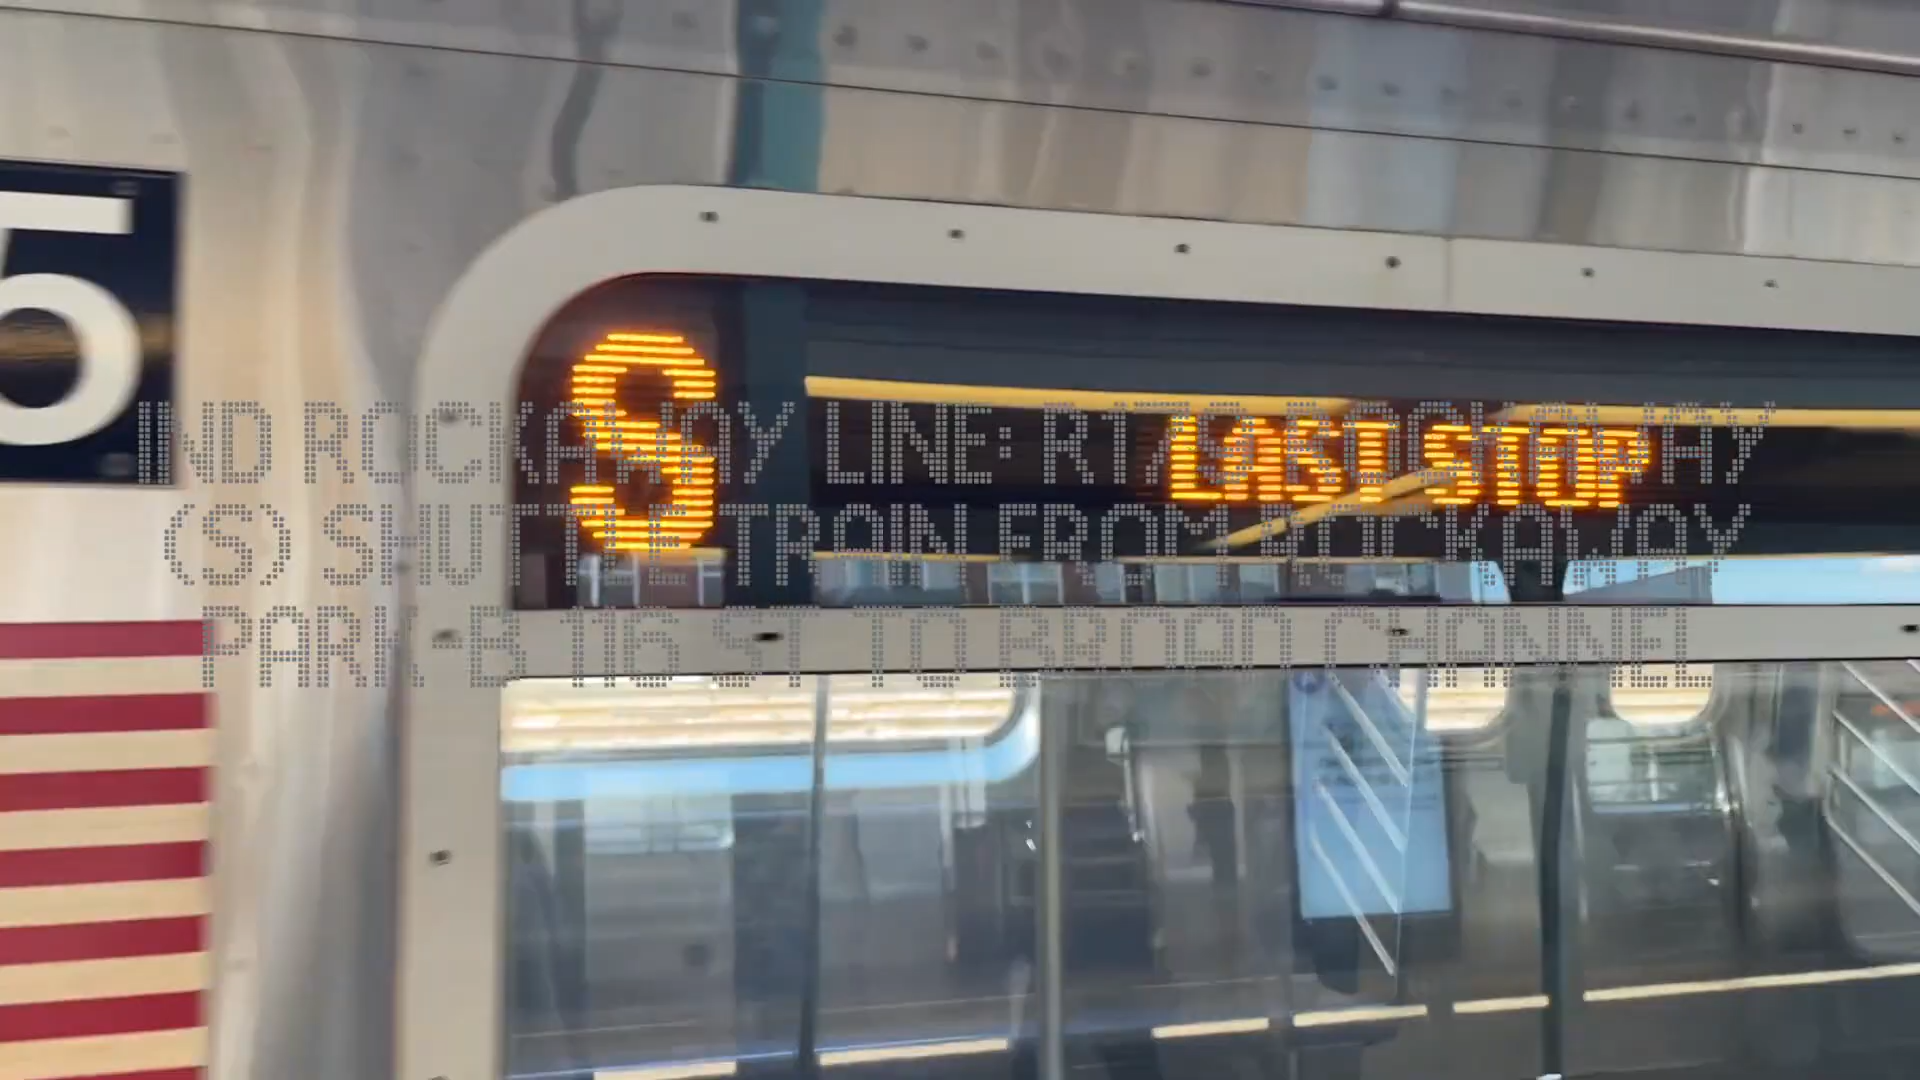 5
S LAST STOP
IND ROCKAWAY LINE: R179 ROCKAWAY
(S) SHUTTLE TRAIN FROM ROCKAWAY
PARK-B 116 ST TO BROAD CHANNEL